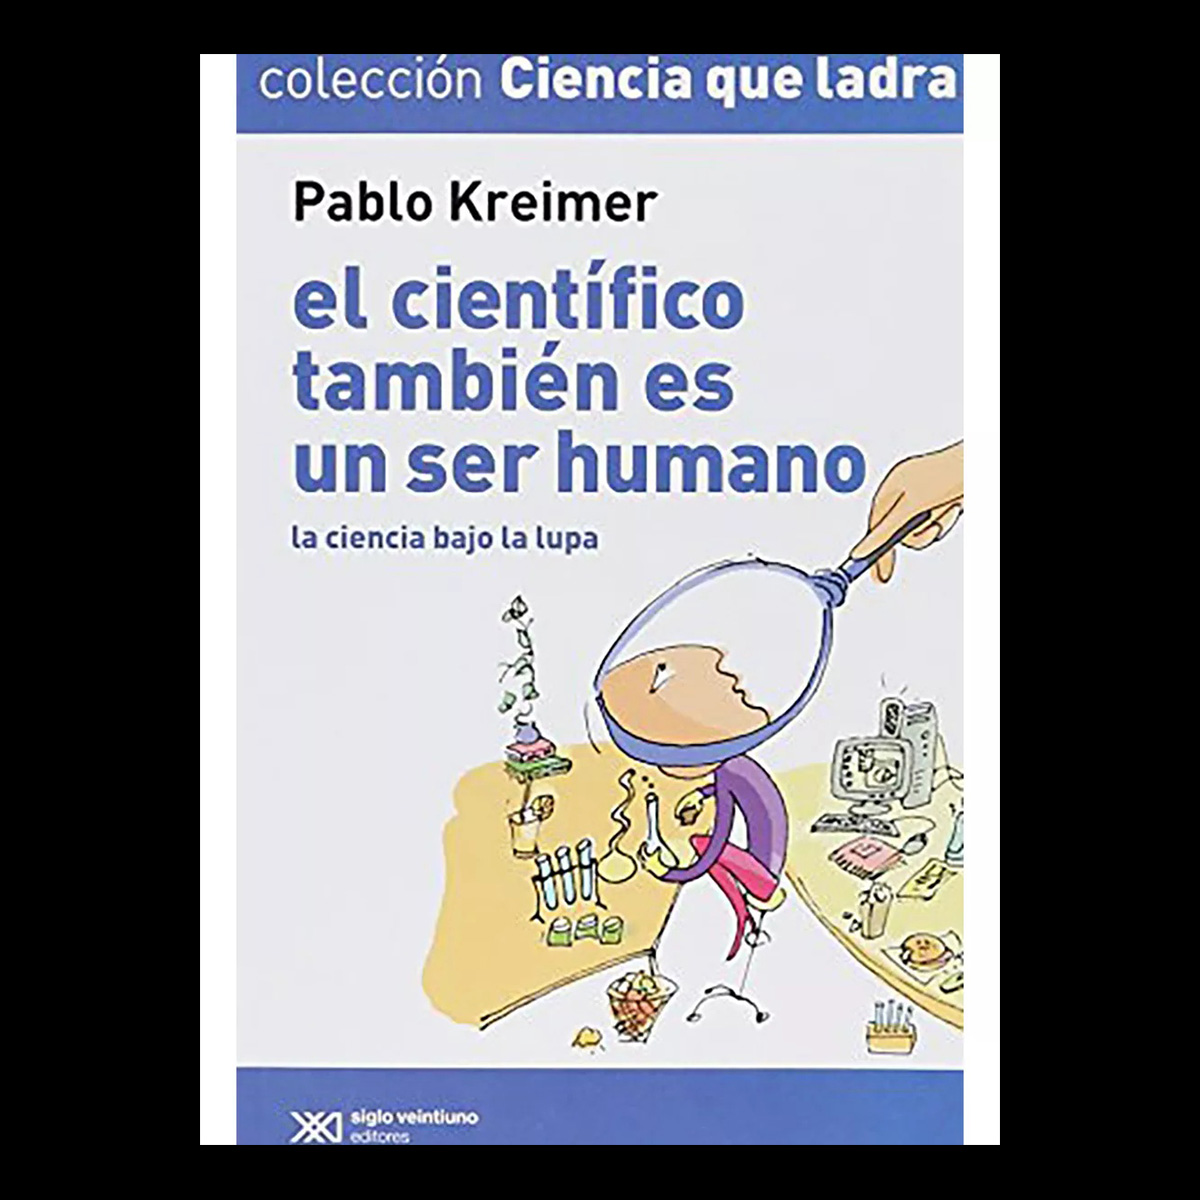 colección Ciencia que ladra
Pablo Kreimer
el científico
también es
un ser humano
la ciencia bajo la lupa
siglo veintiuno
editores